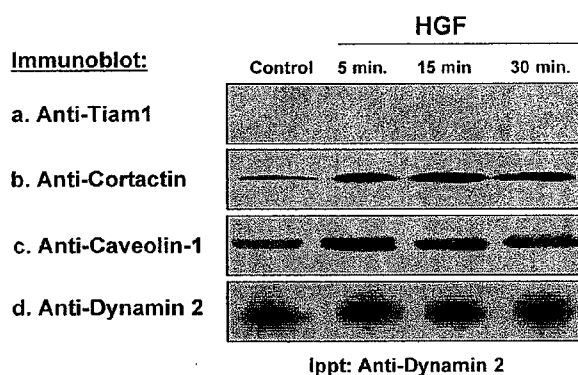 HGF
Immunoblot:
Control 5 min. 15 min 30 min.
a. Anti-Tiam1
b. Anti-Cortactin
c. Anti-Caveolin-1
d. Anti-Dynamin 2
Ippt: Anti-Dynamin 2